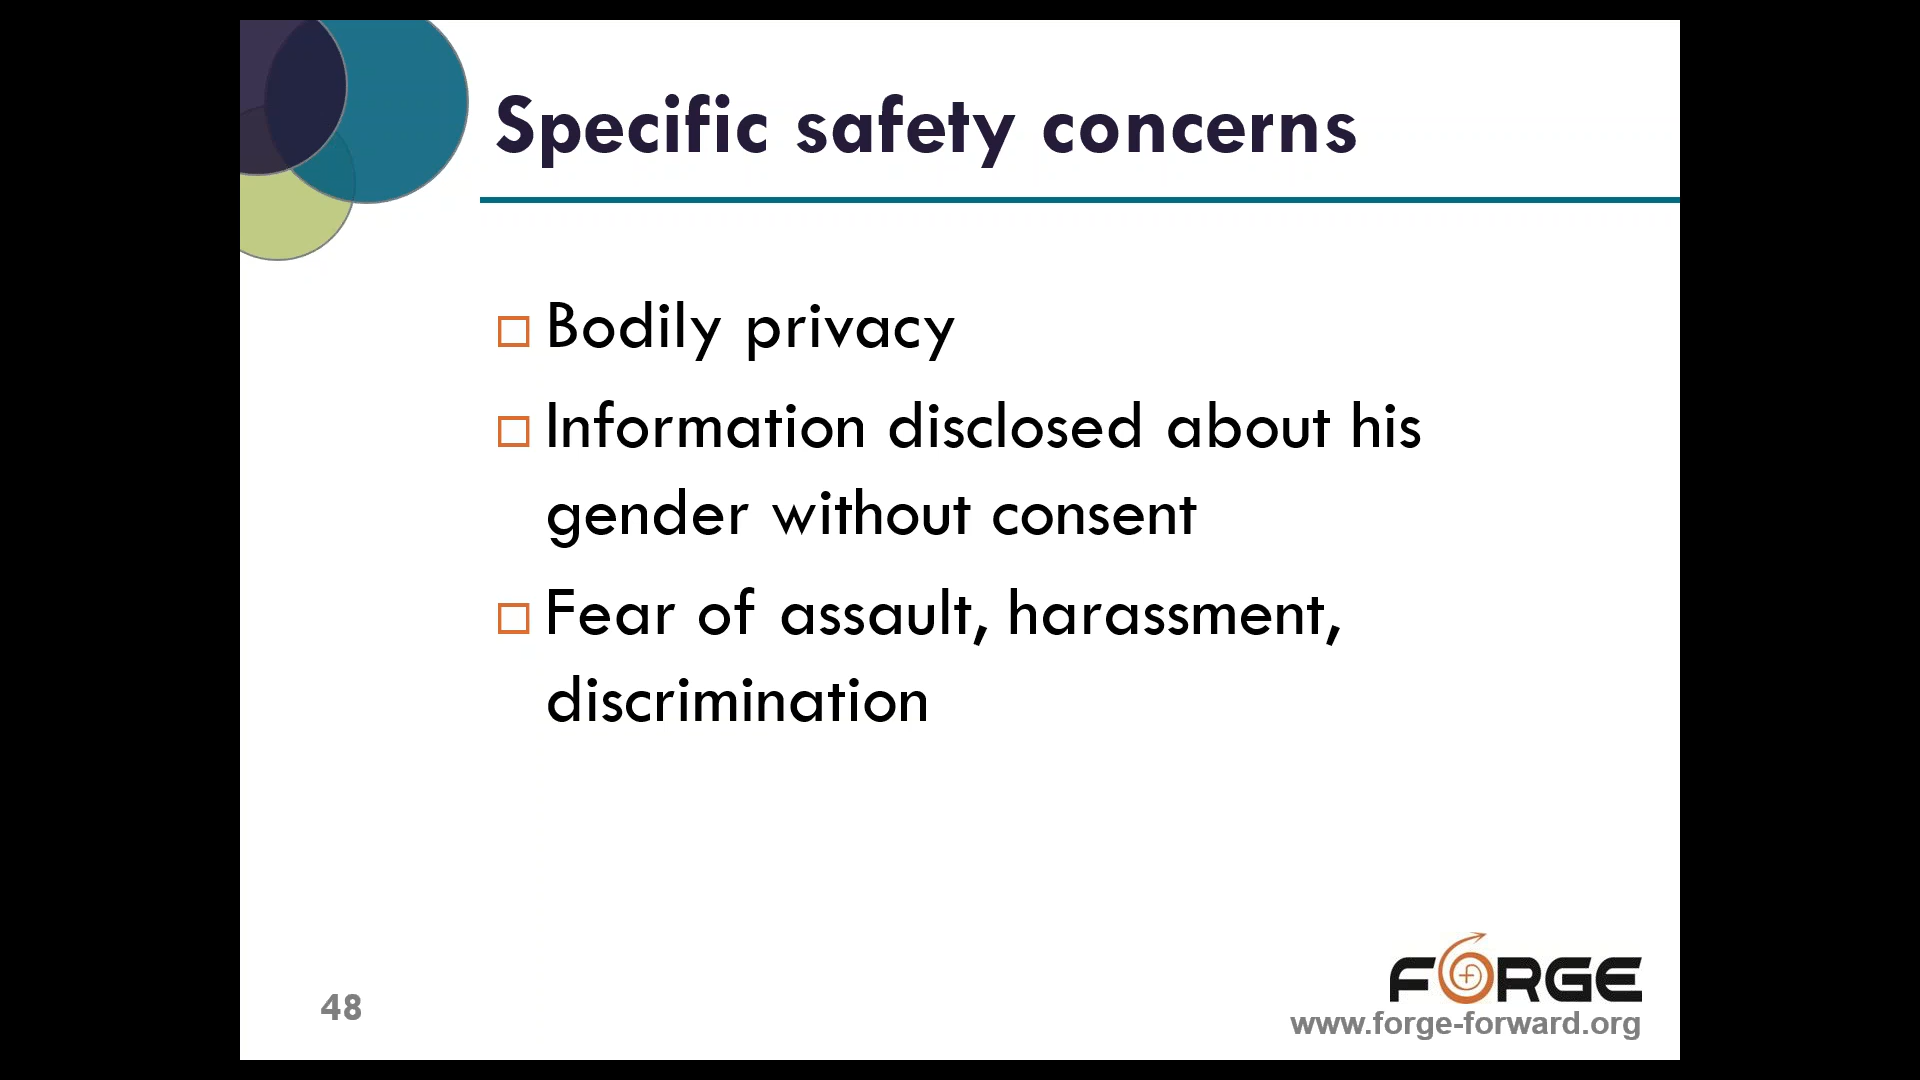 Specific safety concerns
Bodily privacy
Information disclosed about his
gender without consent
Fear of assault, harassment,
discrimination
FORGE
48
www.forge-forward.org